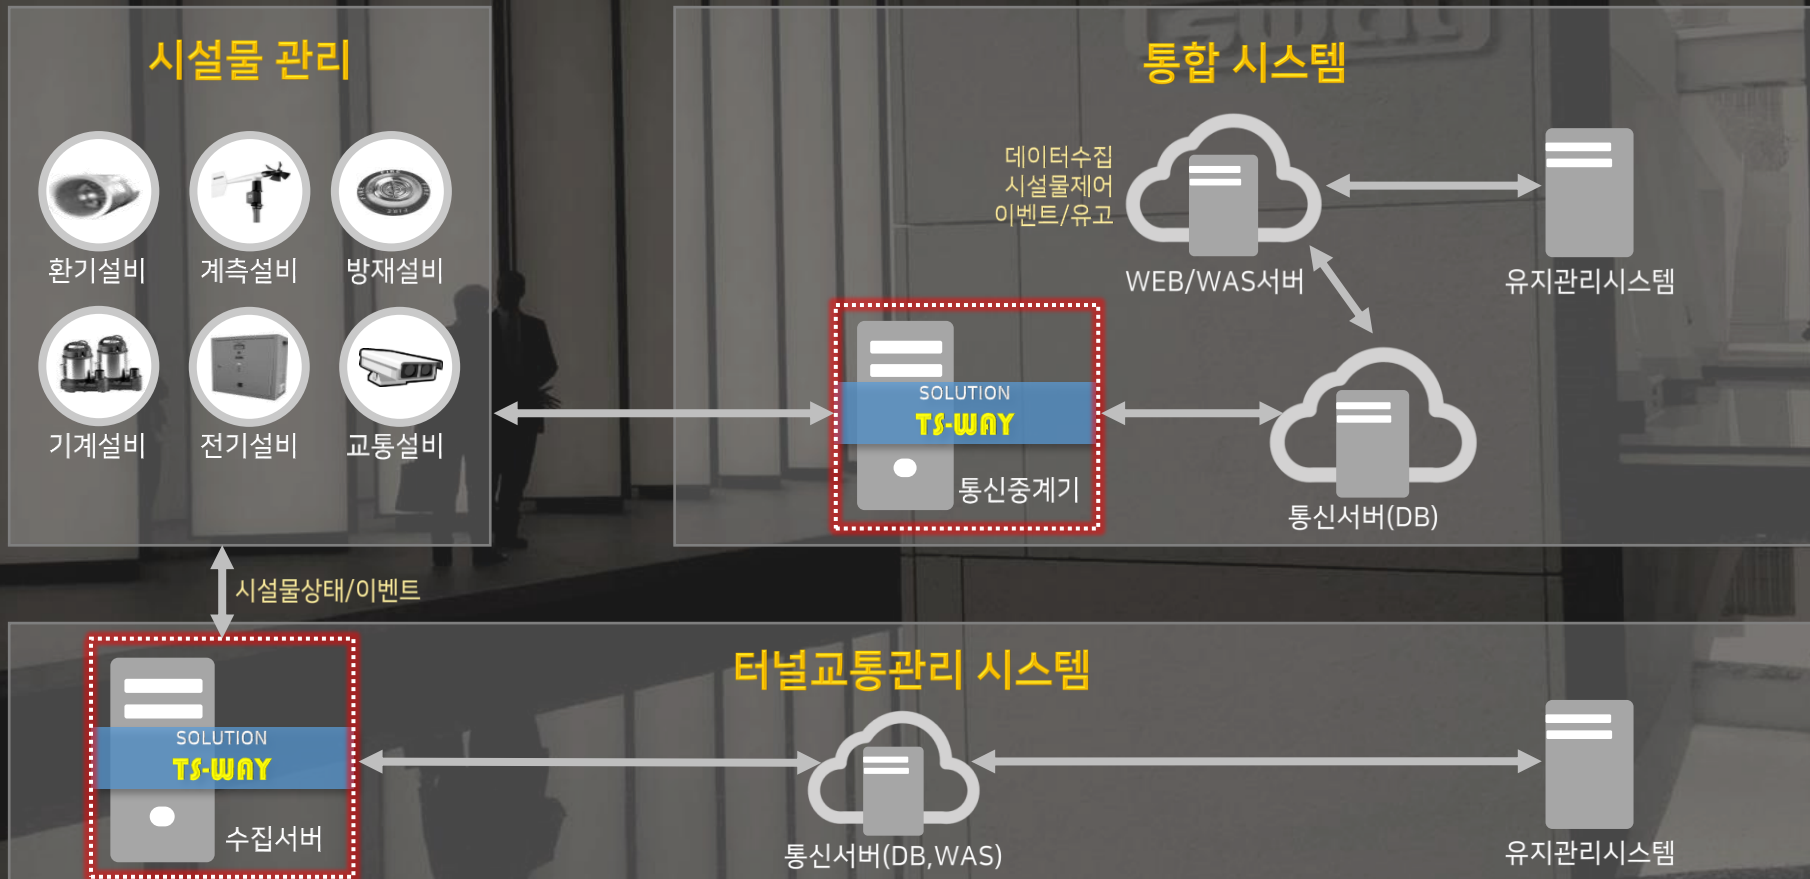 시설물 관리
환기설비
계측설비
방재설비
기계설비
전기설비
교통설비
통합 시스템
데이터수집
시설물제어
이벤트/유고
WEB/WAS서버
유지관리시스템
SOLUTION
TS-WAY
통신중계기
통신서버(DB)
시설물상태/이벤트
터널교통관리 시스템
SOLUTION
TS-WAY
수집서버
통신서버(DB,WAS)
유지관리시스템